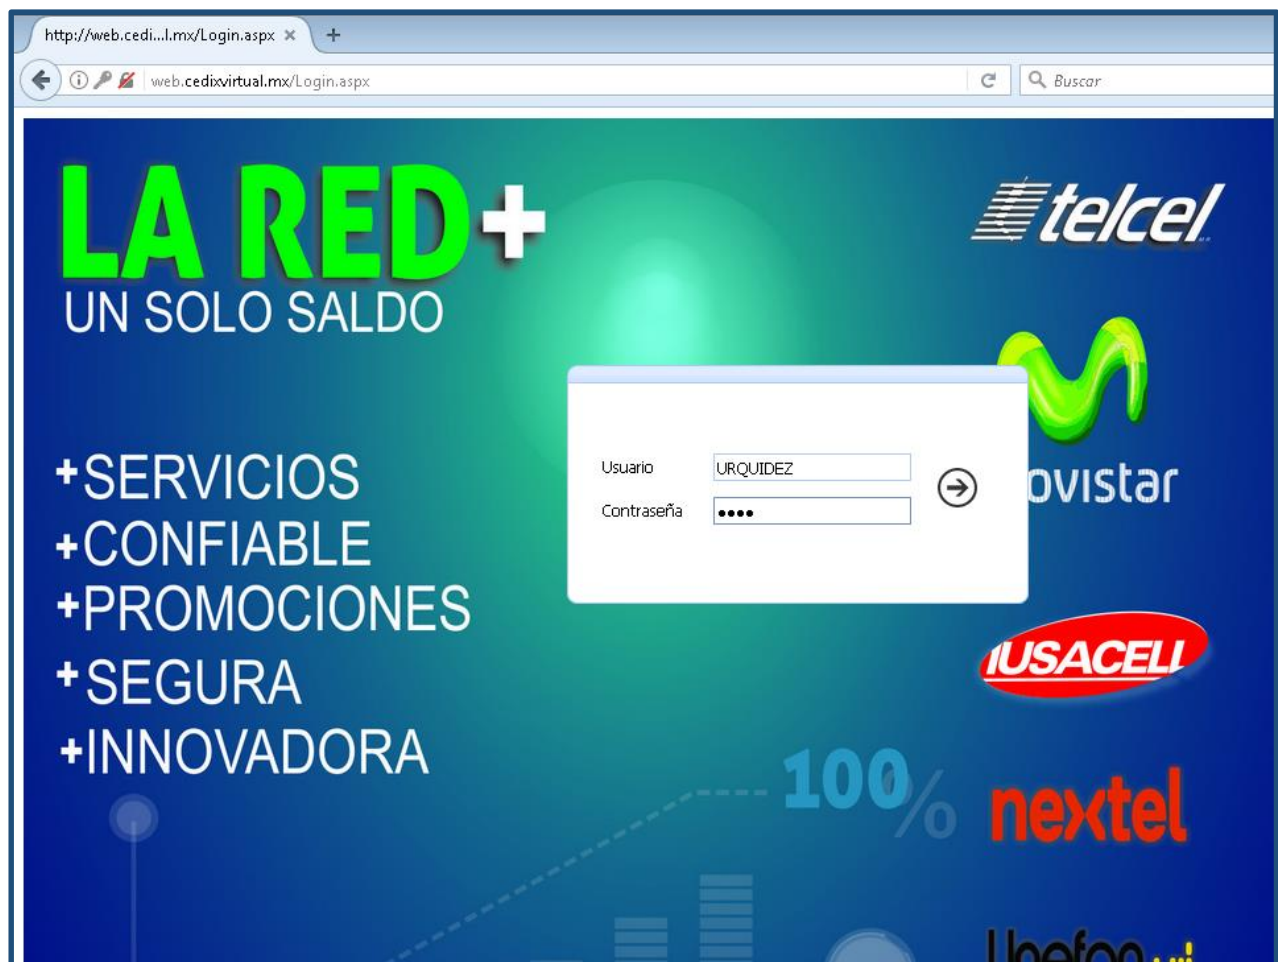 http://web.cedi...l.mx/Login.aspx
web.cedixvirtual.mx/Login.aspx
Buscar
LA RED+
UN SOLO SALDO
telcel
Usuario
URQUIDEZ
Contraseña
••••
+SERVICIOS
+CONFIABLE
+PROMOCIONES
+SEGURA
+INNOVADORA
ovistar
IUSACELL
100%
nextel
Unefon